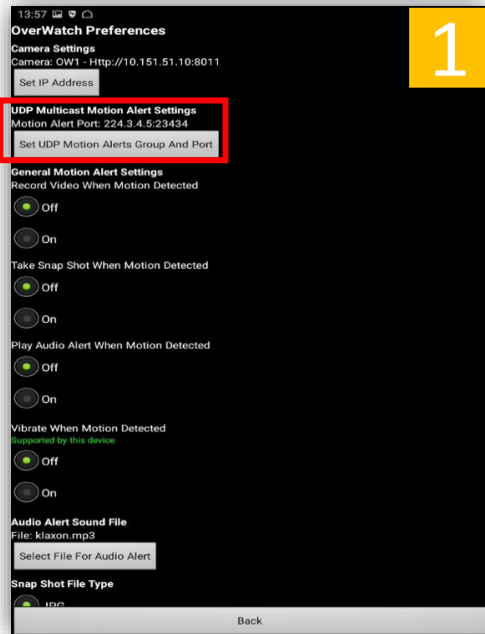 13:57
1
OverWatch Preferences
Camera Settings
Camera: OW1 - Http://10.151.51.10:8011
Set IP Address
UDP Multicast Motion Alert Settings
Motion Alert Port: 224.3.4.5:23434
Set UDP Motion Alerts Group And Port
General Motion Alert Settings
Record Video When Motion Detected
Off
On
Take Snap Shot When Motion Detected
Off
On
Play Audio Alert When Motion Detected
Off
On
Vibrate When Motion Detected
Supported by this device
Off
On
Audio Alert Sound File
File: klaxon.mp3
Select File For Audio Alert
Snap Shot File Type
JPG
Back